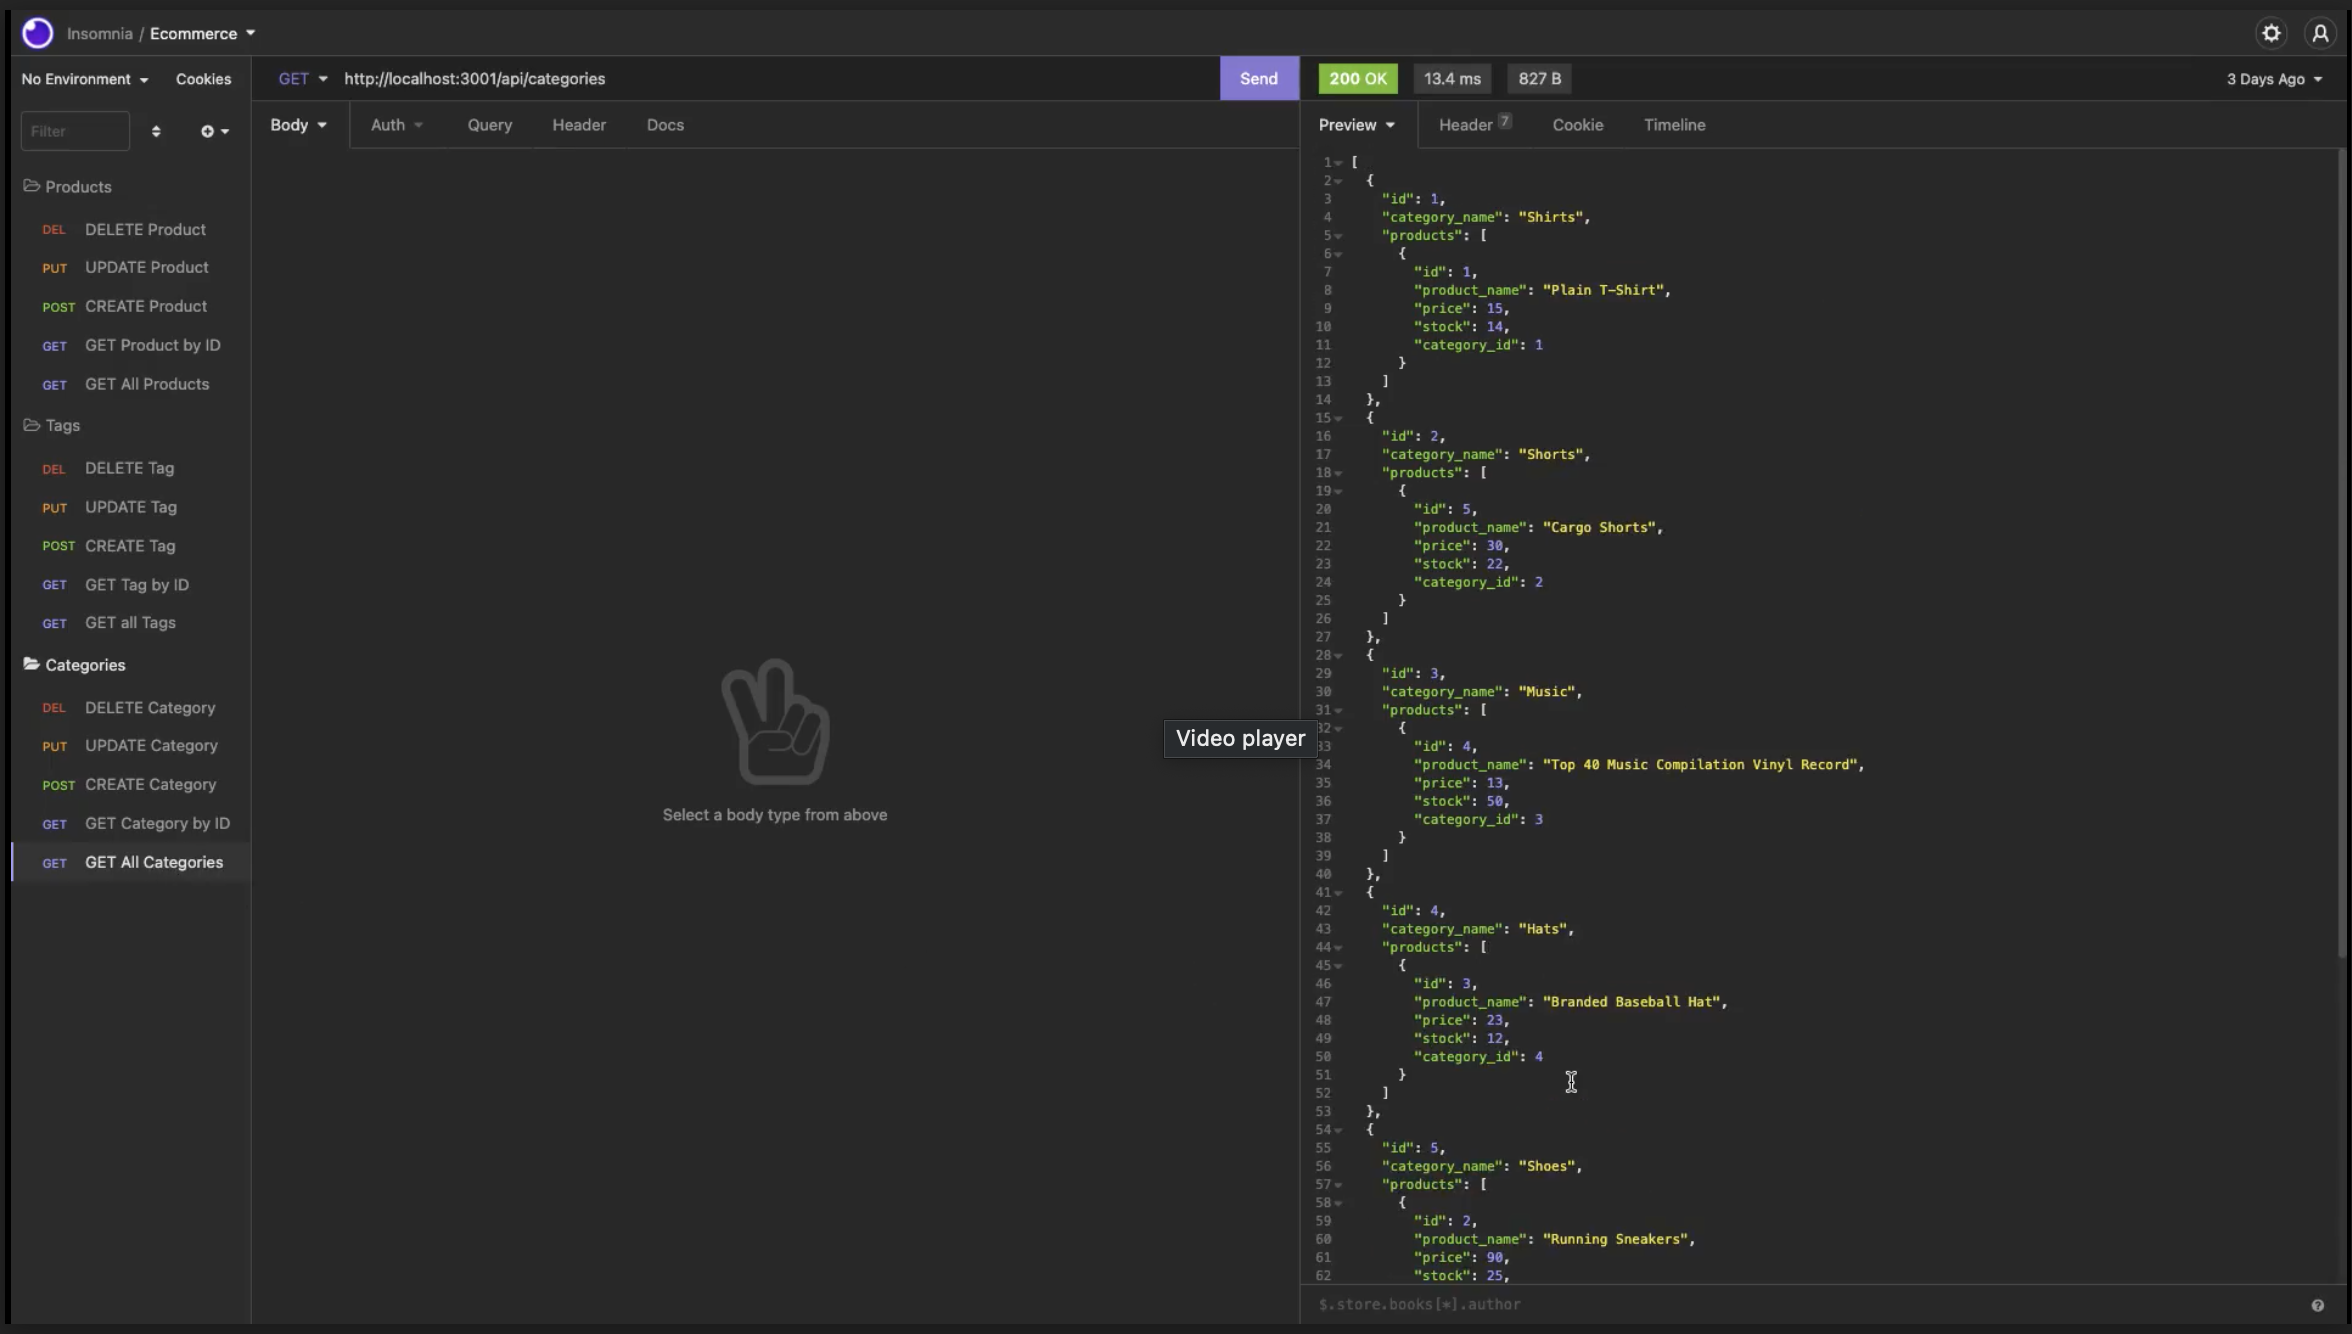 Insomnia / Ecommerce
No Environment Cookies
GET http://localhost:3001/api/categories Send
200 OK 13.4 ms 827 B 3 Days Ago
Filter
Body Auth Query Header Docs
Preview Header 7 Cookie Timeline
Products
DEL DELETE Product
PUT UPDATE Product
POST CREATE Product
GET GET Product by ID
GET GET All Products
Tags
DEL DELETE Tag
PUT UPDATE Tag
POST CREATE Tag
GET GET Tag by ID
GET GET all Tags
Categories
DEL DELETE Category
PUT UPDATE Category
POST CREATE Category
GET GET Category by ID
GET GET All Categories
Select a body type from above
Video player
1 [
2 {
3 "id": 1,
4 "category_name": "Shirts",
5 "products": [
6 {
7 "id": 1,
8 "product_name": "Plain T-Shirt",
9 "price": 15,
10 "stock": 14,
11 "category_id": 1
12 }
13 ]
14 },
15 {
16 "id": 2,
17 "category_name": "Shorts",
18 "products": [
19 {
20 "id": 5,
21 "product_name": "Cargo Shorts",
22 "price": 30,
23 "stock": 22,
24 "category_id": 2
25 }
26 ]
27 },
28 {
29 "id": 3,
30 "category_name": "Music",
31 "products": [
32 {
33 "id": 4,
34 "product_name": "Top 40 Music Compilation Vinyl Record",
35 "price": 13,
36 "stock": 50,
37 "category_id": 3
38 }
39 ]
40 },
41 {
42 "id": 4,
43 "category_name": "Hats",
44 "products": [
45 {
46 "id": 3,
47 "product_name": "Branded Baseball Hat",
48 "price": 23,
49 "stock": 12,
50 "category_id": 4
51 }
52 ]
53 },
54 {
55 "id": 5,
56 "category_name": "Shoes",
57 "products": [
58 {
59 "id": 2,
60 "product_name": "Running Sneakers",
61 "price": 90,
62 "stock": 25,
$.store.books[*].author